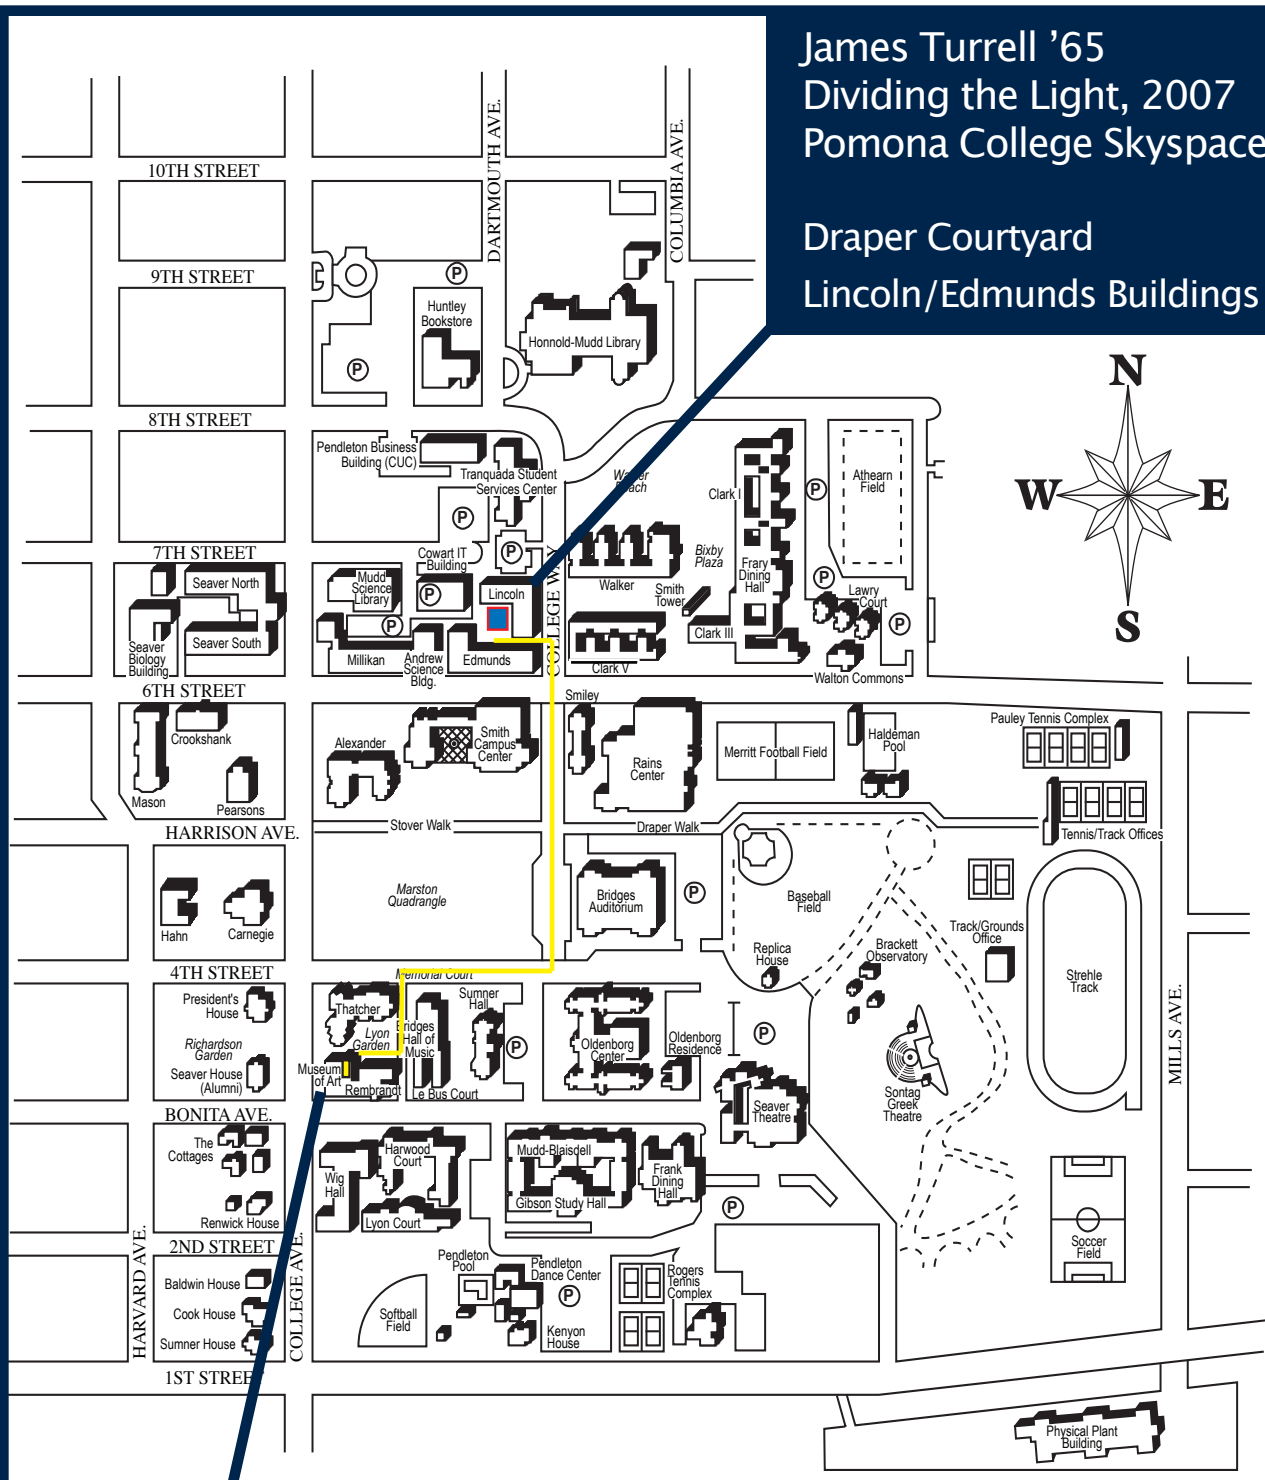 James Turrell ’65
Dividing the Light, 2007
Pomona College Skyspace
Draper Courtyard
Lincoln/Edmunds Buildings
DARTMOUTH AVE.
COLUMBIA AVE.
10TH STREET
9TH STREET
P
Huntley
Bookstore
Honnold-Mudd Library
P
N
W
E
S
8TH STREET
Pendleton Business
Building (CUC)
Tranquada Student
Services Center
Walker
Beach
Clark I
P
Athearn
Field
P
P
7TH STREET
Cowart IT
Building
COLLEGE WAY
Bixby
Plaza
Frary
Dining
Hall
P
Seaver North
Mudd
Science
Library
P
Lincoln
Walker
Smith
Tower
Lawry
Court
P
P
Seaver South
Seaver
Biology
Building
Millikan
Andrew
Science
Bldg.
Edmunds
Clark V
Clark III
Walton Commons
6TH STREET
Smiley
Pauley Tennis Complex
Crookshank
Alexander
Smith
Campus
Center
Rains
Center
Merritt Football Field
Haldeman
Pool
Mason
Pearsons
Stover Walk
Draper Walk
Tennis/Track Offices
HARRISON AVE.
Marston
Quadrangle
Bridges
Auditorium
P
Baseball
Field
Hahn
Carnegie
Track/Grounds
Office
Replica
House
Brackett
Observatory
4TH STREET
Memorial Court
Strehle
Track
MILLS AVE.
President's
House
Thatcher
Sumner
Hall
Richardson
Garden
Lyon
Garden
Bridges
Hall of
Music
P
Oldenborg
Center
Oldenborg
Residence
P
Seaver House
(Alumni)
Museum
of Art
Rembrandt
Le Bus Court
Seaver
Theatre
Sontag
Greek
Theatre
BONITA AVE.
The
Cottages
Wig
Hall
Harwood
Court
Mudd-Blaisdell
Frank
Dining
Hall
Gibson Study Hall
P
Renwick House
Lyon Court
2ND STREET
HARVARD AVE.
COLLEGE AVE.
Soccer
Field
Pendleton
Pool
Pendleton
Dance Center
P
Rogers
Tennis
Complex
Baldwin House
Cook House
Softball
Field
Kenyon
House
Sumner House
1ST STREET
Physical Plant
Building